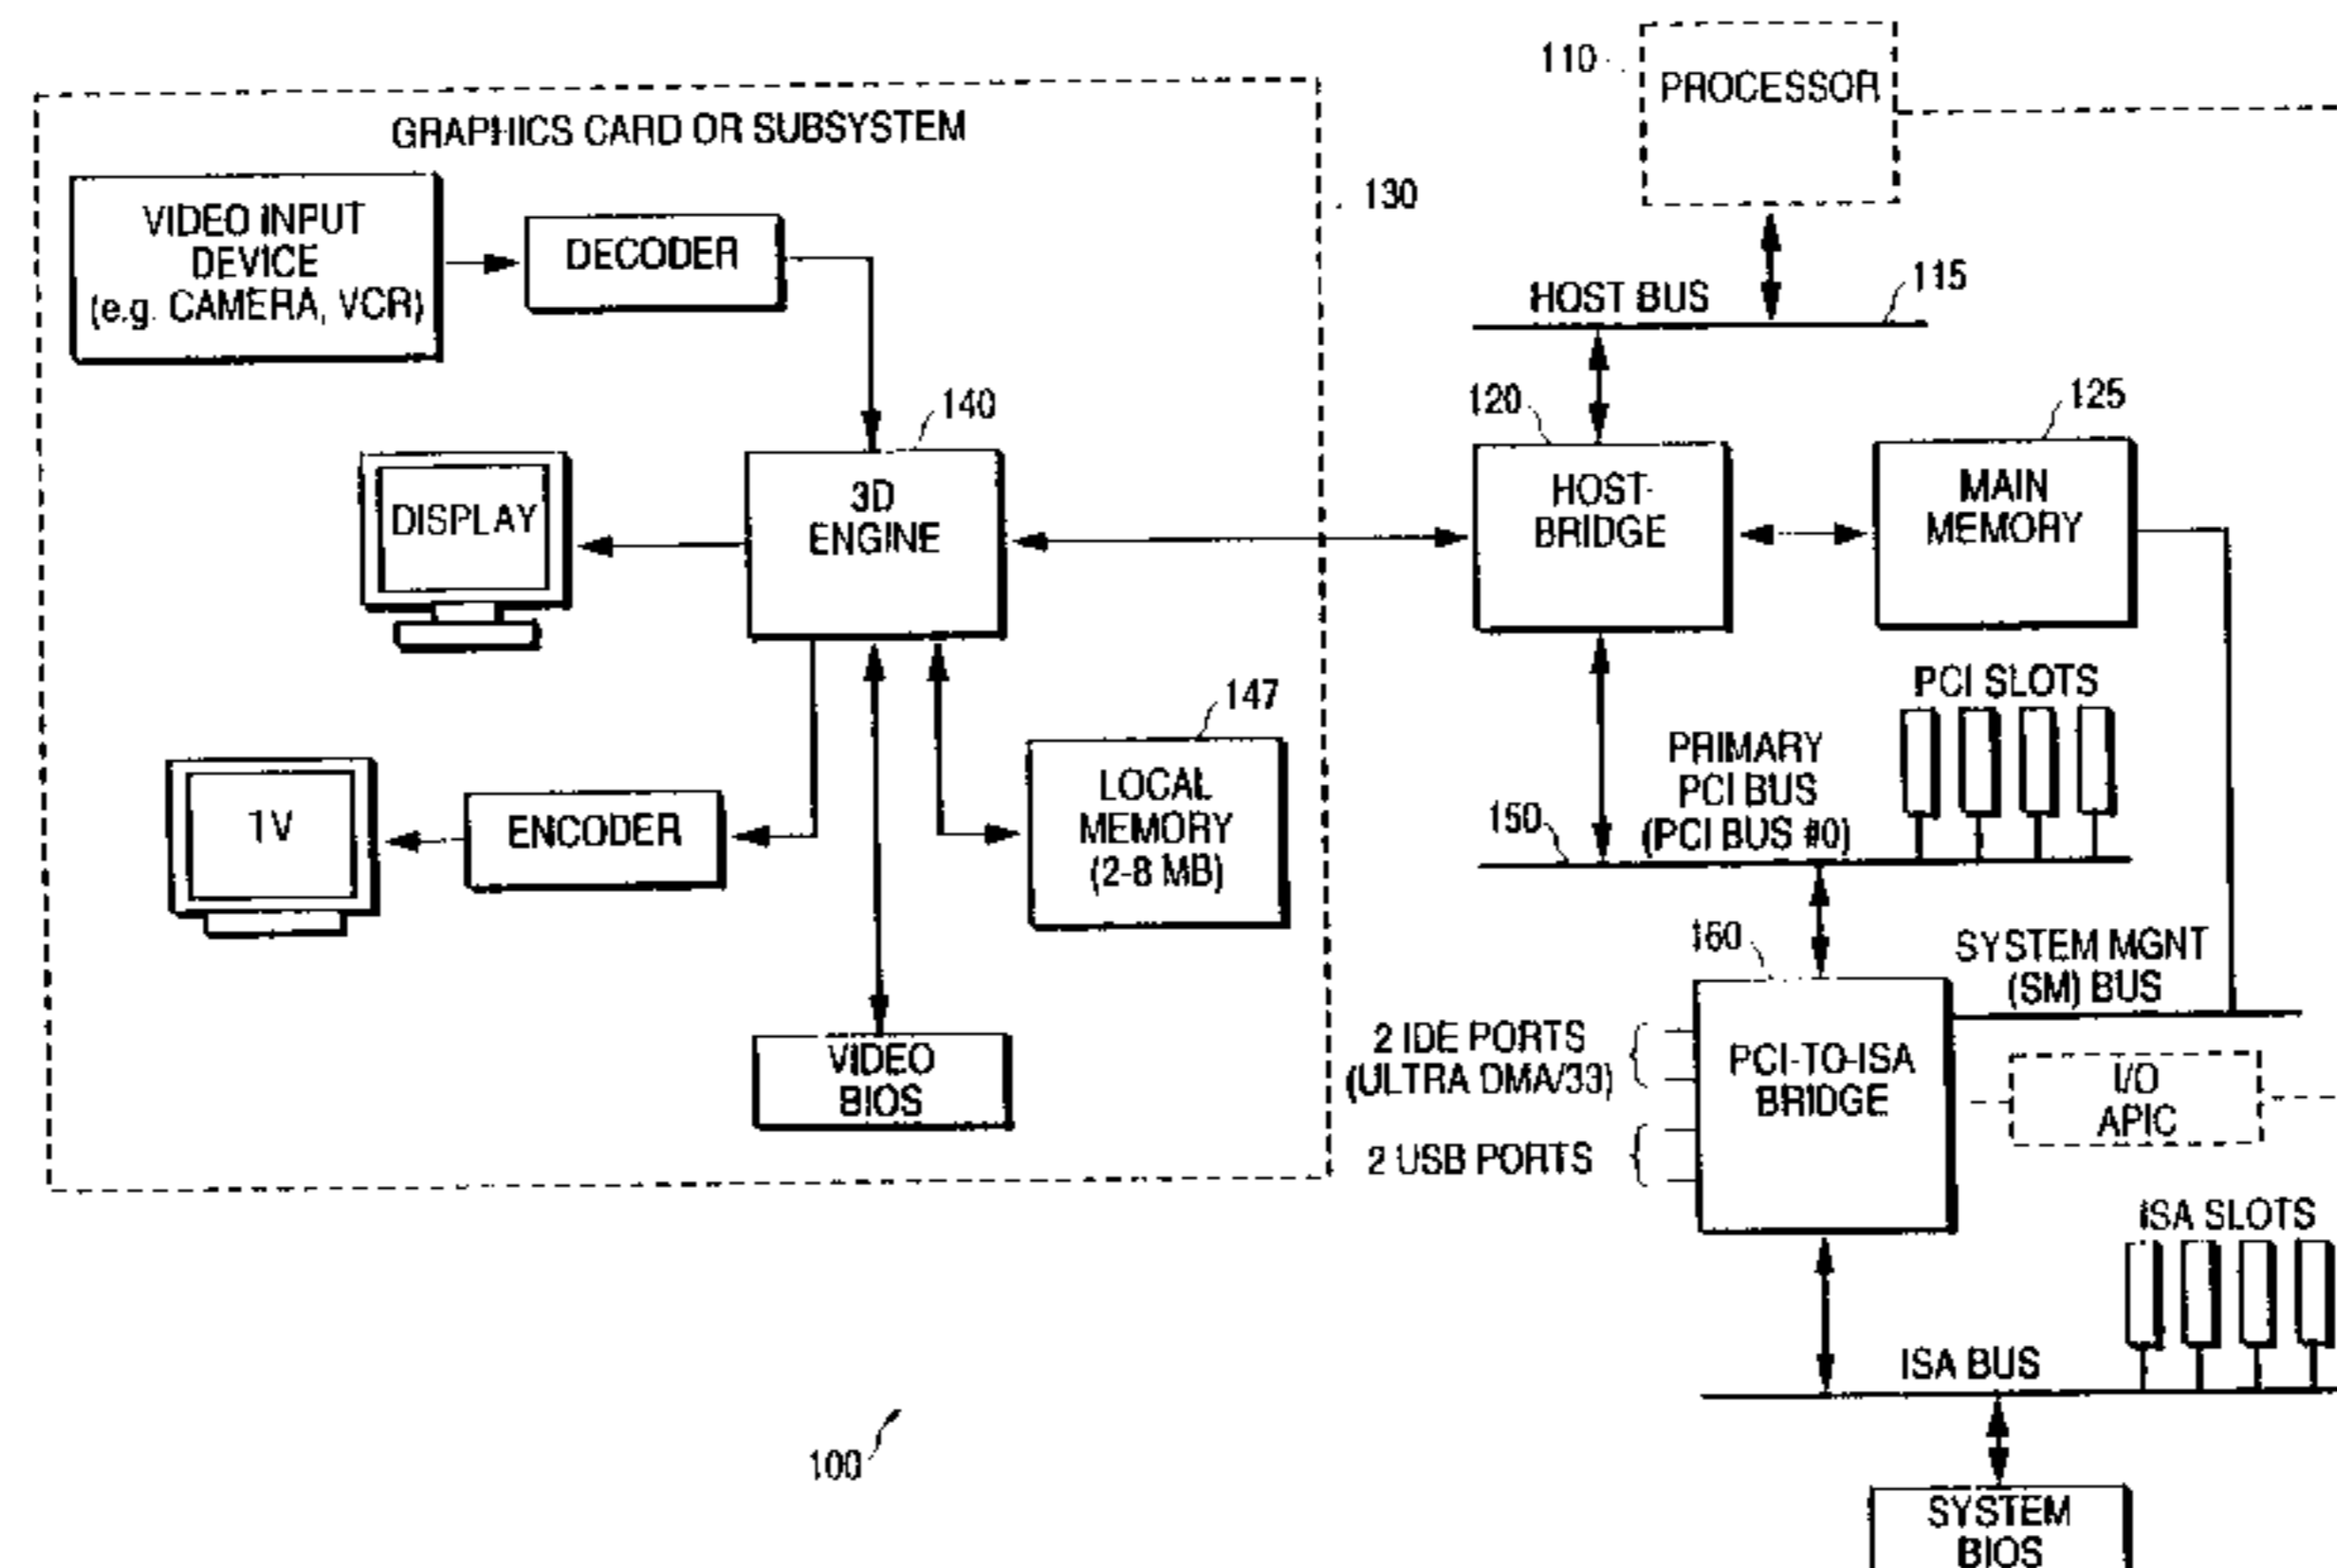 GRAPHICS CARD OR SUBSYSTEM
130
VIDEO INPUT
DEVICE
(e.g. CAMERA, VCR)
DECODER
140
3D
ENGINE
DISPLAY
147
LOCAL
MEMORY
(2-8 MB)
1V
ENCODER
VIDEO
BIOS
100
110
PROCESSOR
HOST BUS
115
120
HOST-
BRIDGE
125
MAIN
MEMORY
PCI SLOTS
PRIMARY
PCI BUS
(PCI BUS #0)
150
160
SYSTEM MGNT
(SM) BUS
2 IDE PORTS
(ULTRA DMA/33)
2 USB PORTS
PCI-TO-ISA
BRIDGE
I/O
APIC
ISA SLOTS
ISA BUS
SYSTEM
BIOS